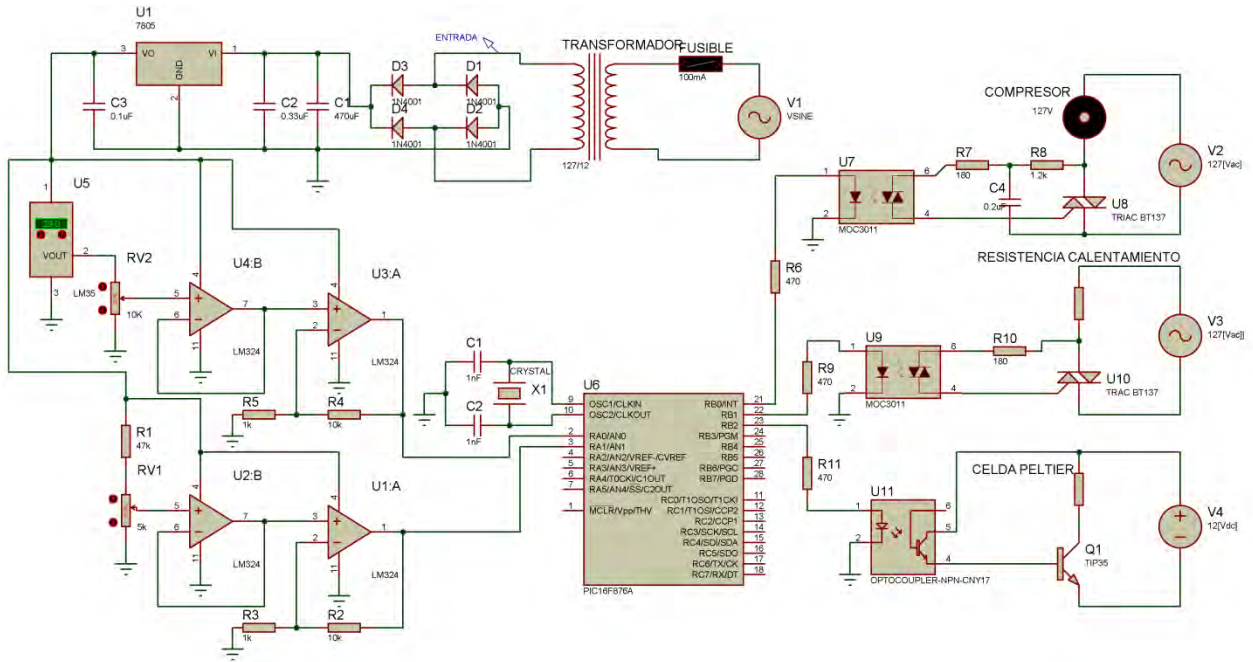 U1
7805
3
VO
VI
1
GND
2
C3
0.1uF
C2
0.33uF
C1
470uF
D3
1N4001
D1
1N4001
D4
1N4001
D2
1N4001
ENTRADA
TRANSFORMADOR
127/12
FUSIBLE
100mA
V1
VSINE
COMPRESOR
127V
V2
127[Vac]
U7
1
2
6
4
MOC3011
R7
180
R8
1.2k
C4
0.2uF
U8
TRIAC BT137
R6
470
1
U5
VOUT
2
3
LM35
RV2
10K
U4:B
5
6
7
4
11
LM324
U3:A
3
2
1
4
11
LM324
R5
1k
R4
10k
R1
47k
RV1
5k
U2:B
5
6
7
4
11
LM324
U1:A
3
2
1
4
11
LM324
R3
1k
R2
10k
C1
1nF
C2
1nF
CRYSTAL
X1
U6
9 OSC1/CLKIN
10 OSC2/CLKOUT
2 RA0/AN0
3 RA1/AN1
4 RA2/AN2/VREF-/CVREF
5 RA3/AN3/VREF+
6 RA4/T0CKI/C1OUT
7 RA5/AN4/SS/C2OUT
1 MCLR/Vpp/THV
RB0/INT 21
RB1 22
RB2 23
RB3/PGM 24
RB4 25
RB5 26
RB6/PGC 27
RB7/PGD 28
RC0/T1OSO/T1CKI 11
RC1/T1OSI/CCP2 12
RC2/CCP1 13
RC3/SCK/SCL 14
RC4/SDI/SDA 15
RC5/SDO 16
RC6/TX/CK 17
RC7/RX/DT 18
PIC16F876A
RESISTENCIA CALENTAMIENTO
R9
470
U9
1
2
6
4
MOC3011
R10
180
U10
TRAC BT137
V3
127[Vac]]
R11
470
U11
1
2
6
5
4
OPTOCOUPLER-NPN-CNY17
CELDA PELTIER
Q1
TIP35
V4
12[Vdc]